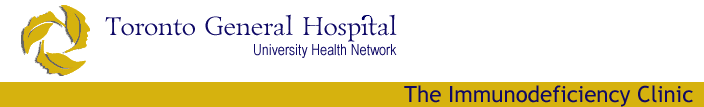 Toronto General Hospital
University Health Network
The Immunodeficiency Clinic